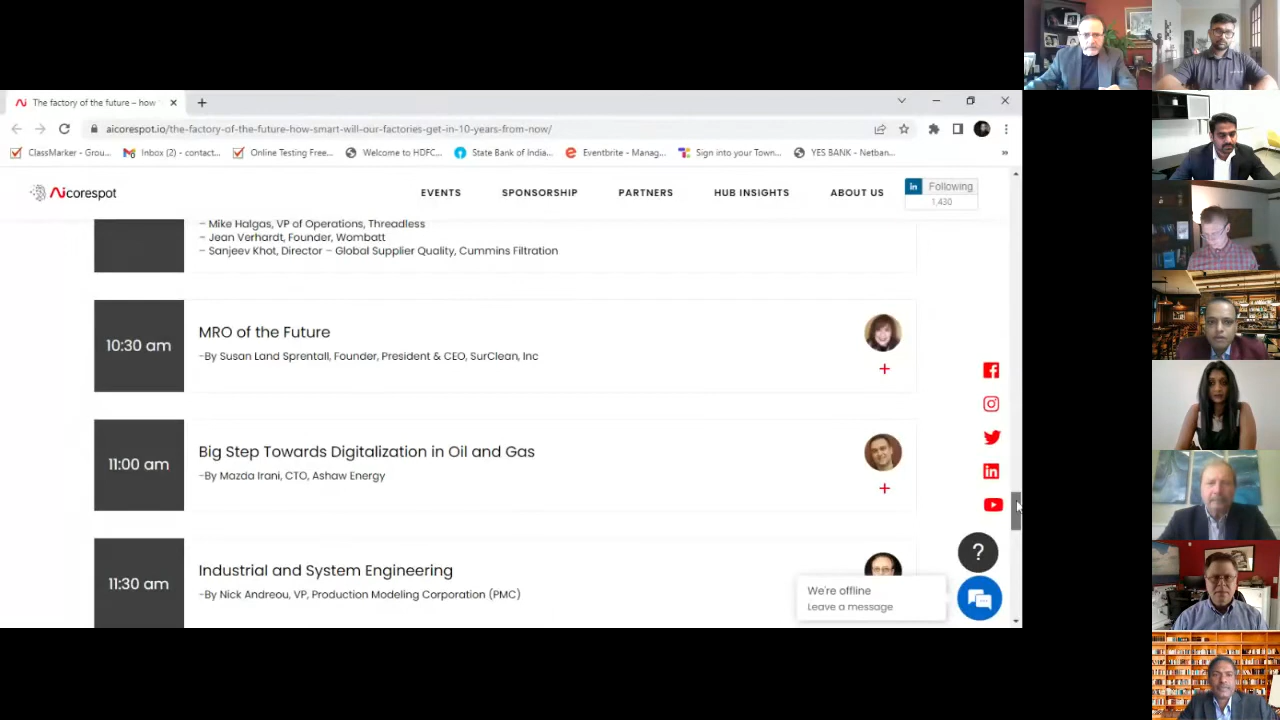 The factory of the future – how
aicorespot.io/the-factory-of-the-future-how-smart-will-our-factories-get-in-10-years-from-now/
ClassMarker - Grou...
Inbox (2) - contact...
Online Testing Free...
Welcome to HDFC...
State Bank of India...
Eventbrite - Manag...
Sign into your Town...
YES BANK - Netban...
»
Aicorespot
EVENTS
SPONSORSHIP
PARTNERS
HUB INSIGHTS
ABOUT US
in Following
1,430
– Mike Halgas, VP of Operations, Threadless
– Jean Verhardt, Founder, Wombatt
– Sanjeev Khot, Director – Global Supplier Quality, Cummins Filtration
10:30 am
MRO of the Future
-By Susan Land Sprentall, Founder, President & CEO, SurClean, Inc
+
11:00 am
Big Step Towards Digitalization in Oil and Gas
-By Mazda Irani, CTO, Ashaw Energy
+
11:30 am
Industrial and System Engineering
-By Nick Andreou, VP, Production Modeling Corporation (PMC)
?
We're offline
Leave a message